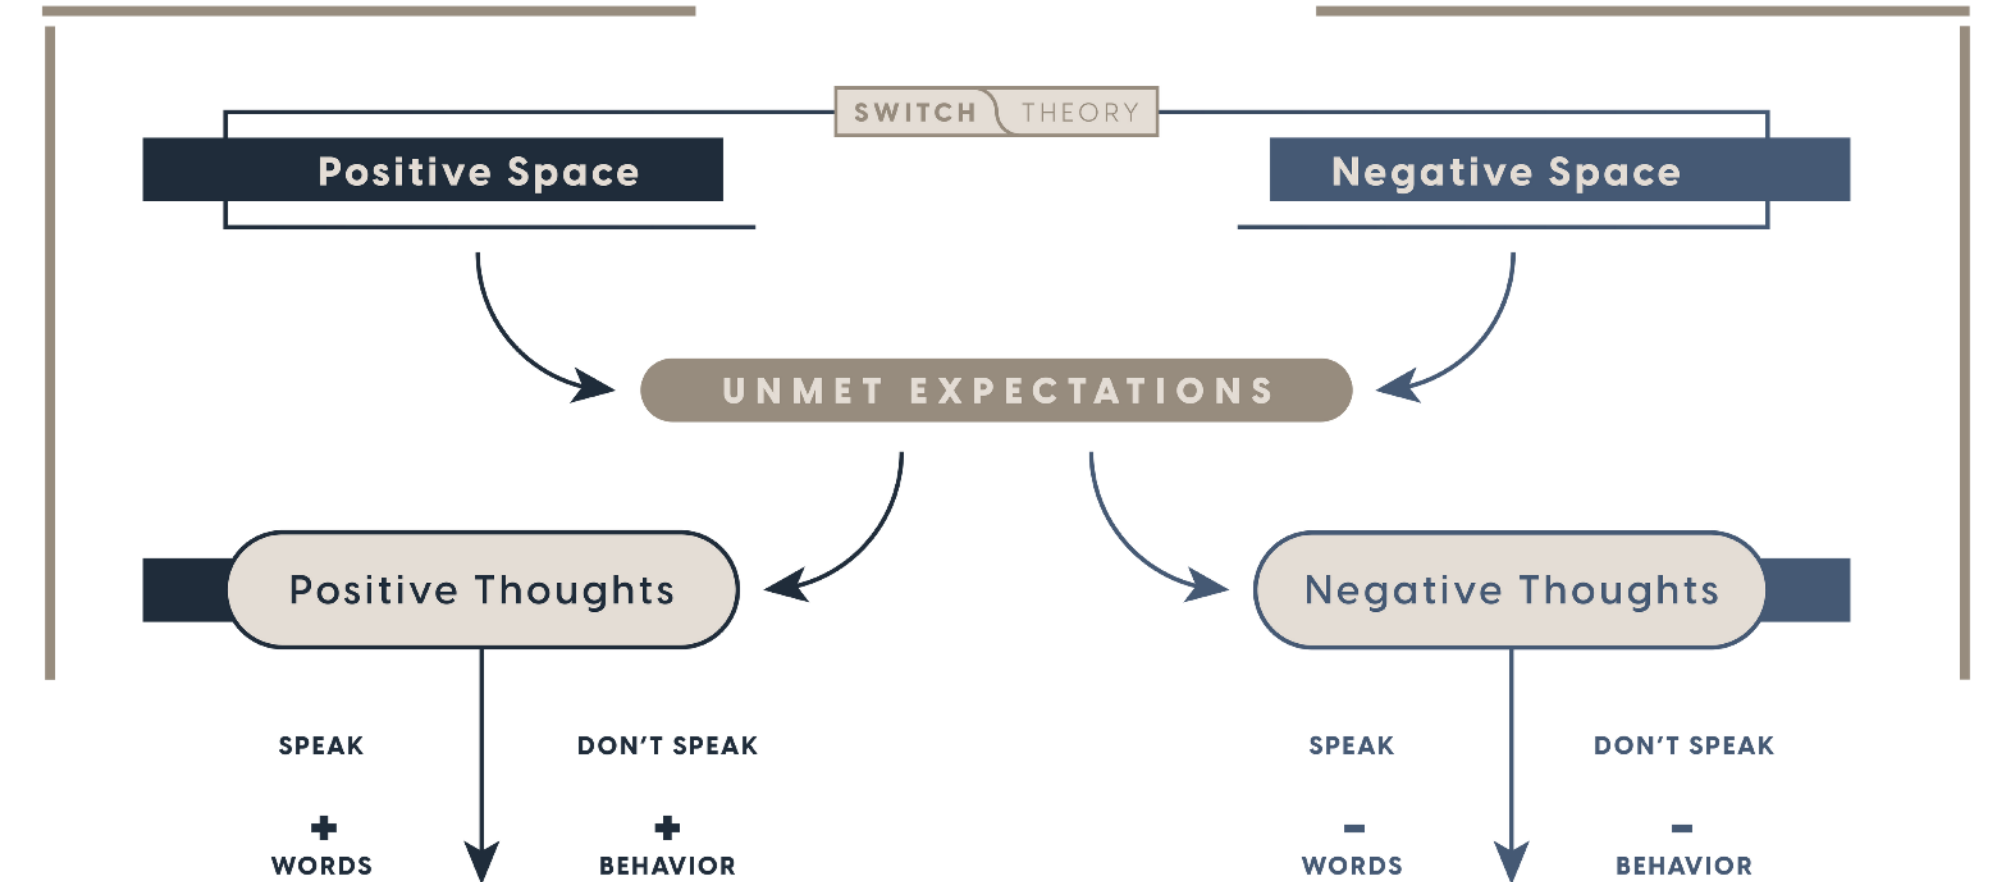 SWITCH THEORY
Positive Space
Negative Space
UNMET EXPECTATIONS
Positive Thoughts
Negative Thoughts
SPEAK
DON'T SPEAK
SPEAK
DON'T SPEAK
+
+
-
-
WORDS
BEHAVIOR
WORDS
BEHAVIOR